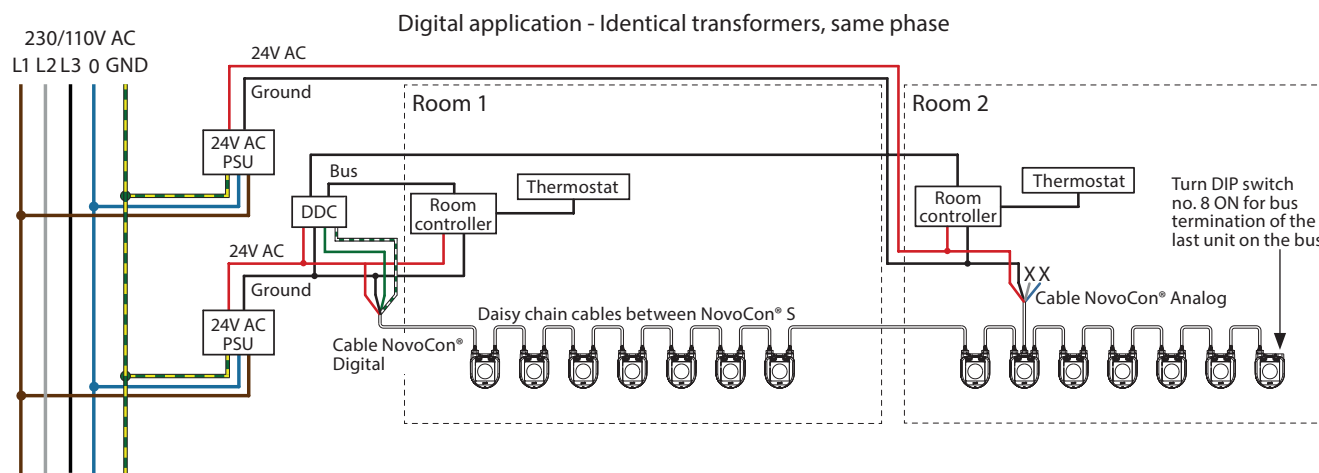 Digital application - Identical transformers, same phase
230/110V AC
L1 L2 L3 0 GND
24V AC
Ground
24V AC
PSU
Room 1
Room 2
Bus
Thermostat
Room
controller
DDC
Thermostat
Room
controller
Turn DIP switch
no. 8 ON for bus
termination of the
last unit on the bus
24V AC
Ground
24V AC
PSU
X X
Cable NovoCon® Analog
Daisy chain cables between NovoCon® S
Cable NovoCon®
Digital